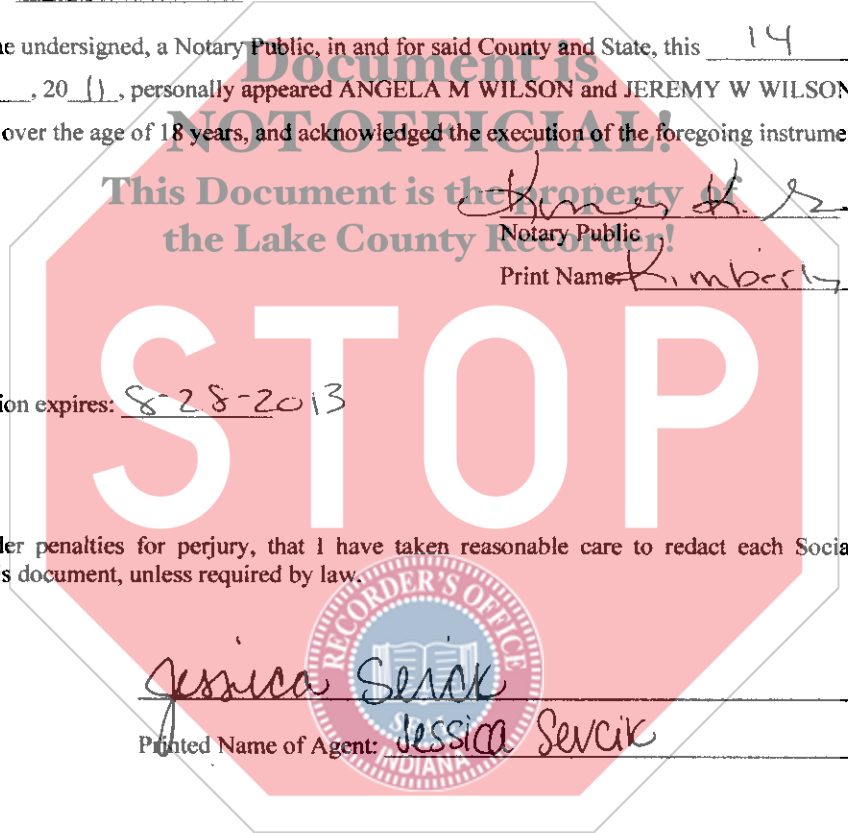 he undersigned, a Notary Public, in and for said County and State, this 14
, 20 11, personally appeared ANGELA M WILSON and JEREMY W WILSON
over the age of 18 years, and acknowledged the execution of the foregoing instrume
Document is
NOT OFFICIAL!
This Document is the property of
the Lake County Recorder!
K.
Notary Public
Print Name: Kimberly
ion expires: 8-28-2013
STOP
der penalties for perjury, that I have taken reasonable care to redact each Socia
s document, unless required by law.
RECORDER'S OFFICE
Jessica Sevcik
Printed Name of Agent: Jessica Sevcik
INDIANA